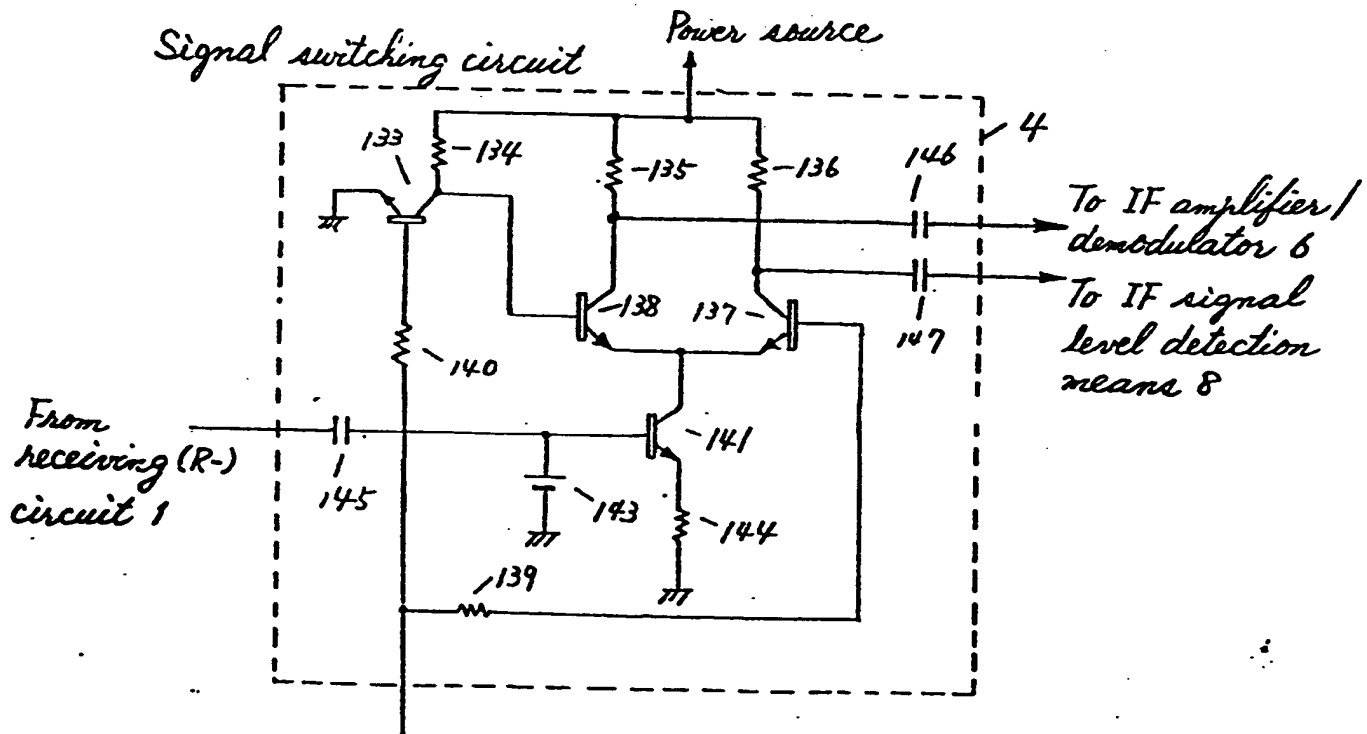 Signal switching circuit
Power source
4
133
134
135
136
146
To IF amplifier/
demodulator 6
138
137
147
To IF signal
level detection
means 8
140
From
receiving (R-)
circuit 1
145
141
143
144
139